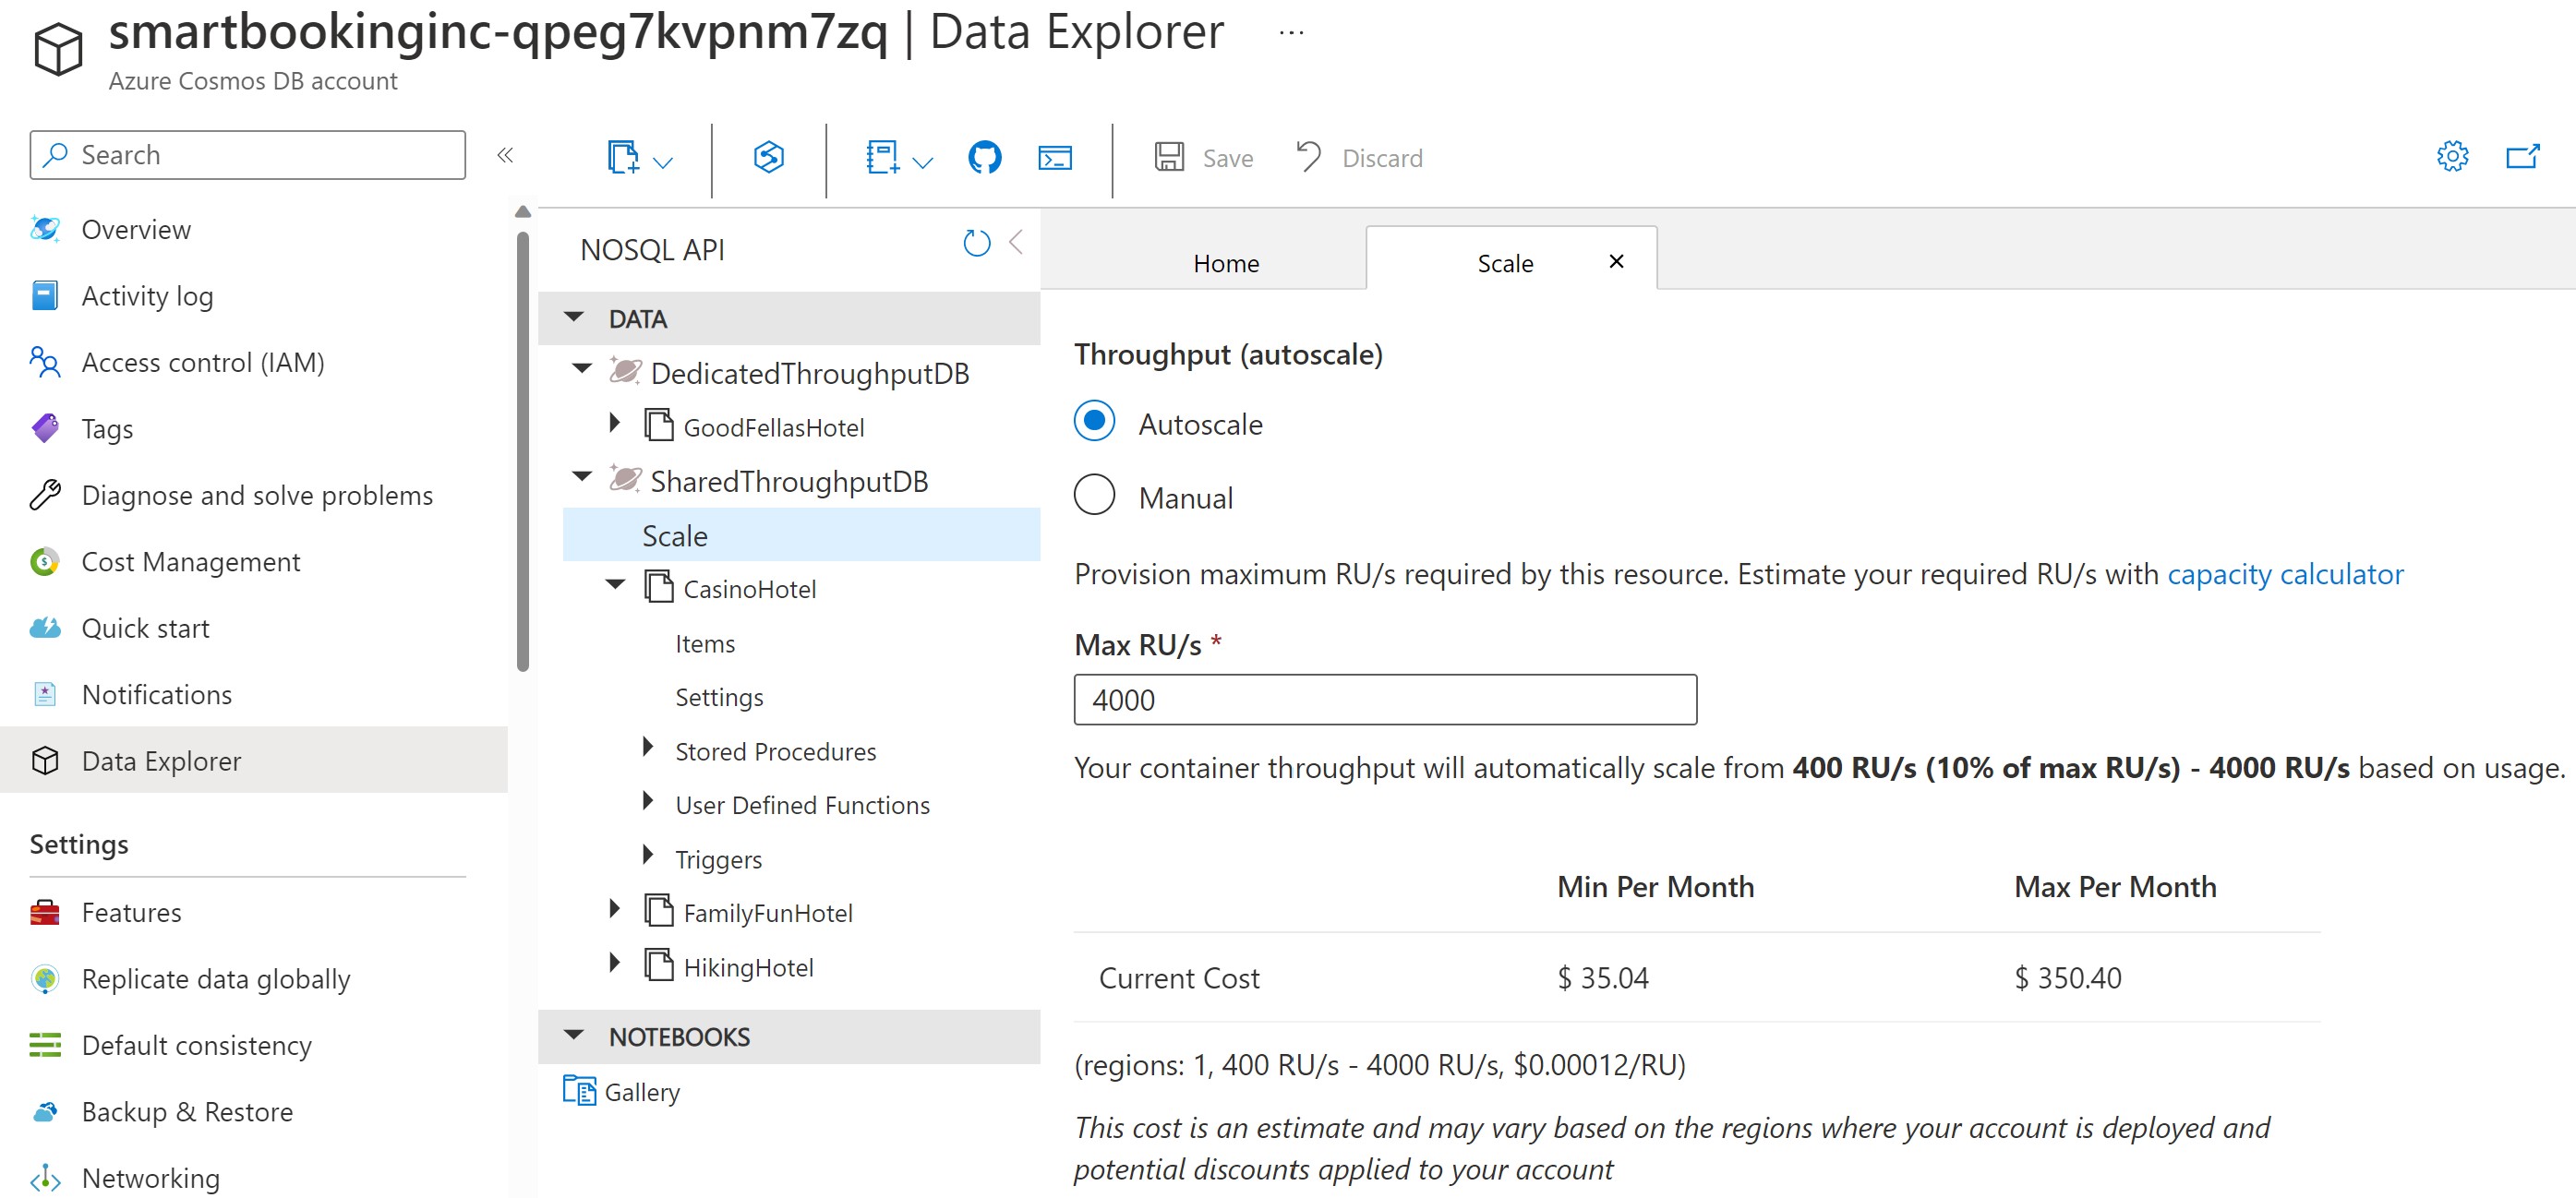 smartbookinginc-qpeg7kvpnm7zq | Data Explorer ...
Azure Cosmos DB account
Search
«
Save
Discard
Overview
Activity log
Access control (IAM)
Tags
Diagnose and solve problems
Cost Management
Quick start
Notifications
Data Explorer
Settings
Features
Replicate data globally
Default consistency
Backup & Restore
Networking
NOSQL API
DATA
DedicatedThroughputDB
GoodFellasHotel
SharedThroughputDB
Scale
CasinoHotel
Items
Settings
Stored Procedures
User Defined Functions
Triggers
FamilyFunHotel
HikingHotel
NOTEBOOKS
Gallery
Home
Scale
Throughput (autoscale)
Autoscale
Manual
Provision maximum RU/s required by this resource. Estimate your required RU/s with capacity calculator
Max RU/s *
4000
Your container throughput will automatically scale from 400 RU/s (10% of max RU/s) - 4000 RU/s based on usage.
Min Per Month Max Per Month
Current Cost $ 35.04 $ 350.40
(regions: 1, 400 RU/s - 4000 RU/s, $0.00012/RU)
This cost is an estimate and may vary based on the regions where your account is deployed and
potential discounts applied to your account